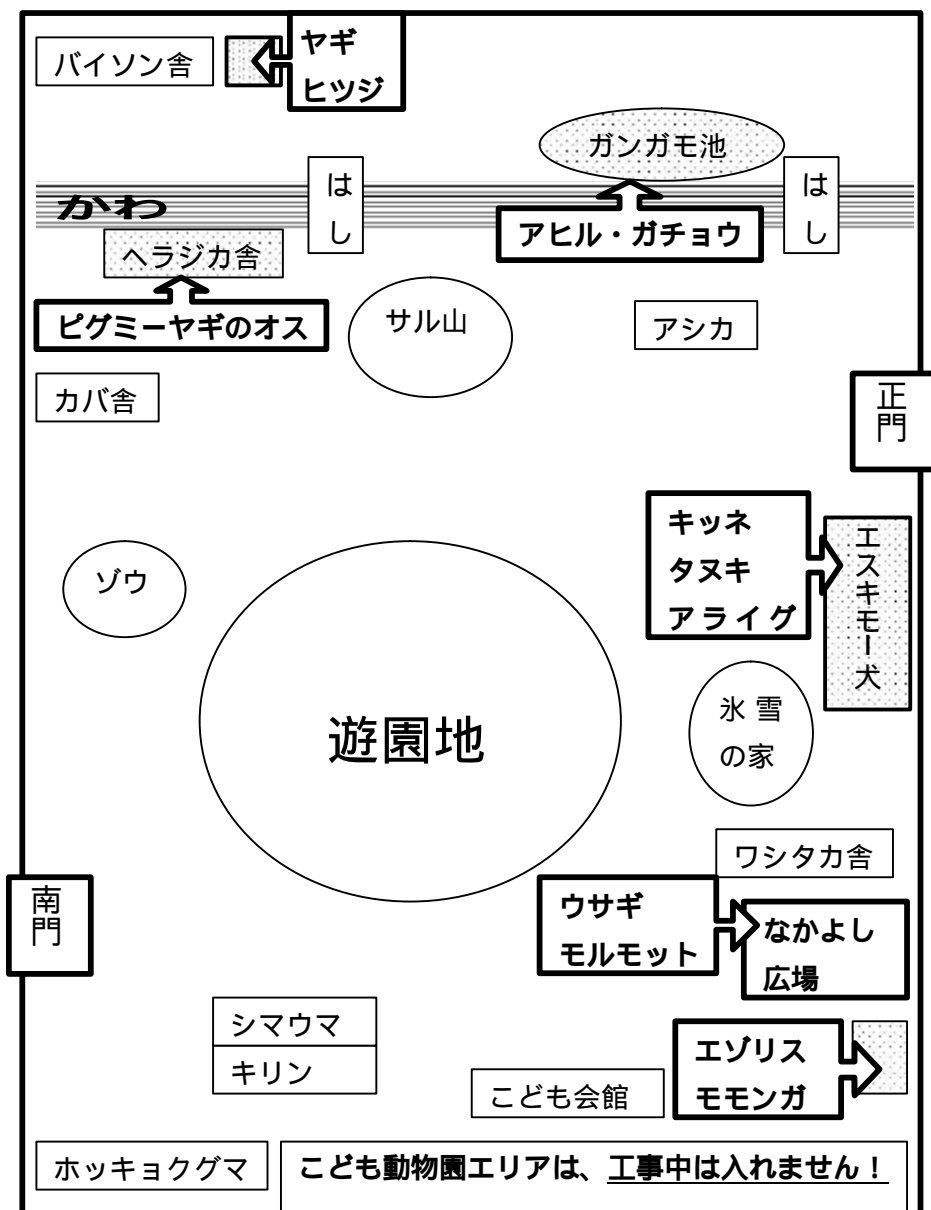 バイソン舎
ヤギ
ヒツジ
ガンガモ池
はし
はし
かわ
アヒル・ガチョウ
ヘラジカ舎
ピグミーヤギのオス
サル山
アシカ
カバ舎
正門
キツネ
タヌキ
アライグ
エスキモー犬
ゾウ
遊園地
氷雪
の家
ワシタカ舎
南門
ウサギ
モルモット
なかよし
広場
シマウマ
キリン
エゾリス
モモンガ
こども会館
ホッキョクグマ
こども動物園エリアは、工事中は入れません！